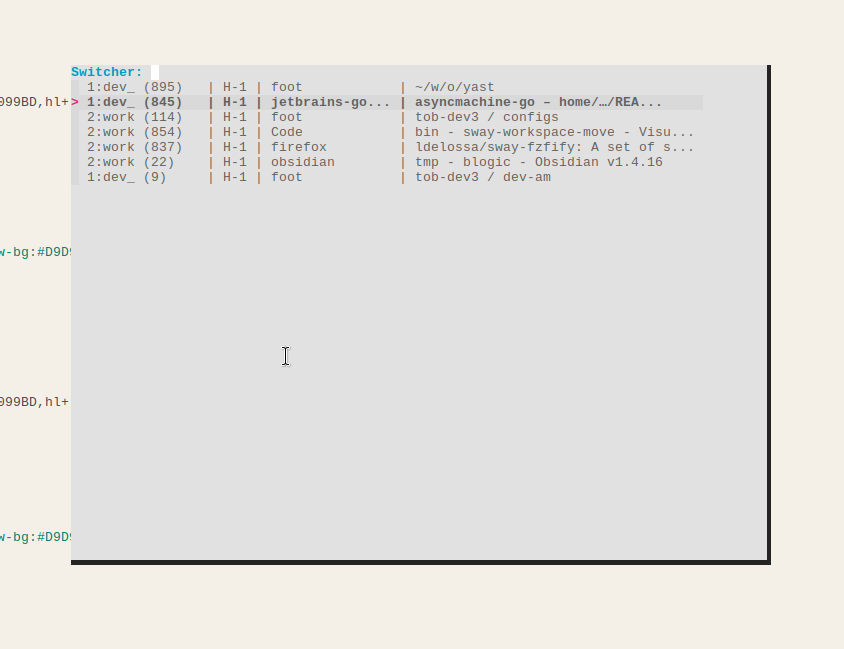 Switcher:
1:dev_ (895)   | H-1 | foot            | ~/w/o/yast
099BD,hl+> 1:dev_ (845)   | H-1 | jetbrains-go... | asyncmachine-go – home/…/REA...
2:work (114)   | H-1 | foot            | tob-dev3 / configs
2:work (854)   | H-1 | Code            | bin - sway-workspace-move - Visu...
2:work (837)   | H-1 | firefox         | ldelossa/sway-fzfify: A set of s...
2:work (22)    | H-1 | obsidian        | tmp - blogic - Obsidian v1.4.16
1:dev_ (9)     | H-1 | foot            | tob-dev3 / dev-am
w-bg:#D9D9
099BD,hl+
w-bg:#D9D9